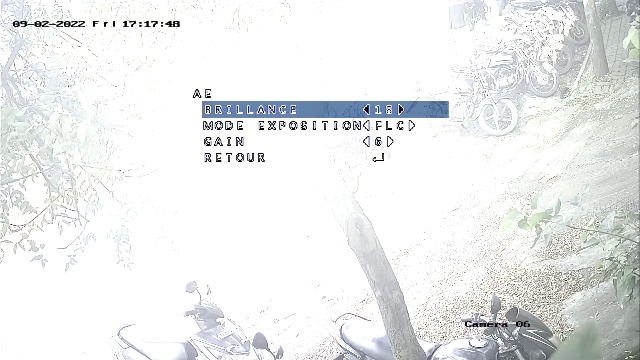 09-02-2022 Fri 17:17:48
AE
BRILLANCE 18
MODE EXPOSITION FLC
GAIN 6
RETOUR
Camera 06